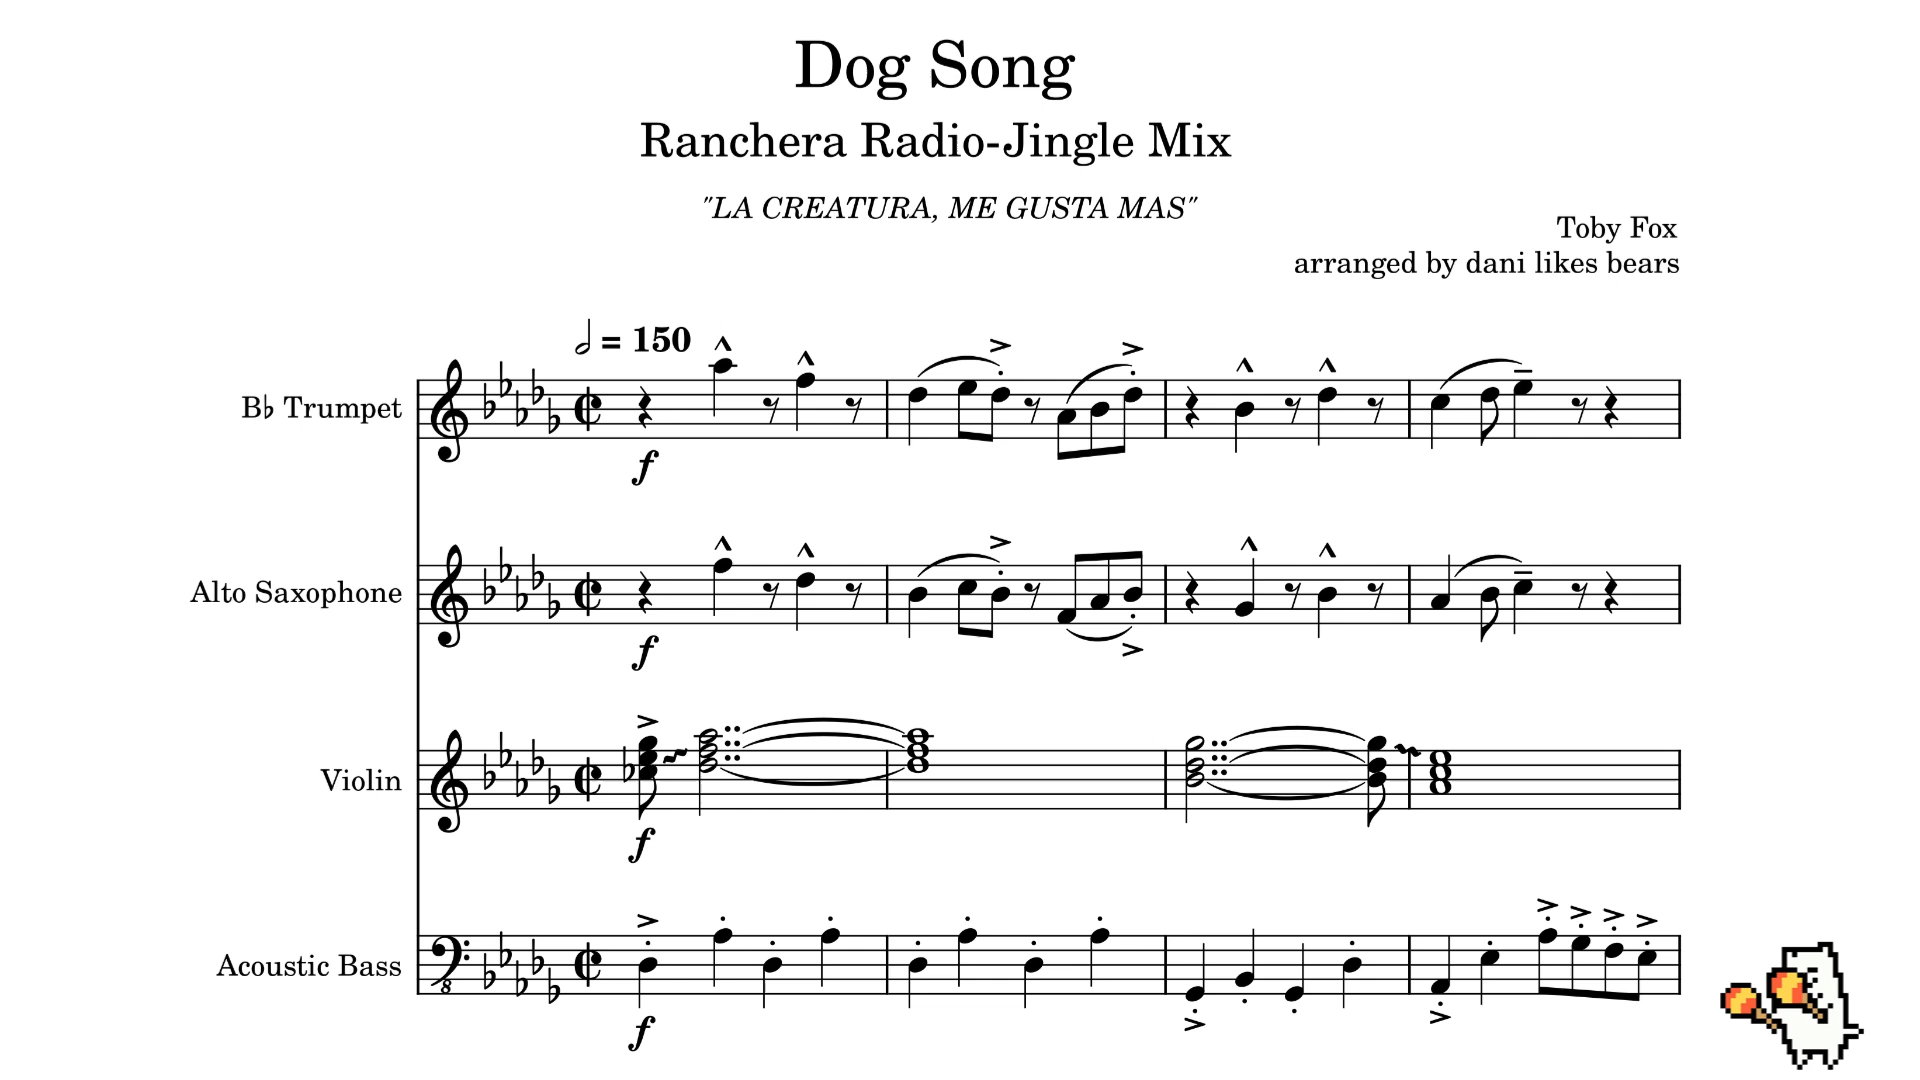 Dog Song
Ranchera Radio-Jingle Mix
"LA CREATURA, ME GUSTA MAS"
Toby Fox
arranged by dani likes bears
𝅗𝅥 = 150
B♭ Trumpet
f
Alto Saxophone
f
Violin
f
Acoustic Bass
8
f